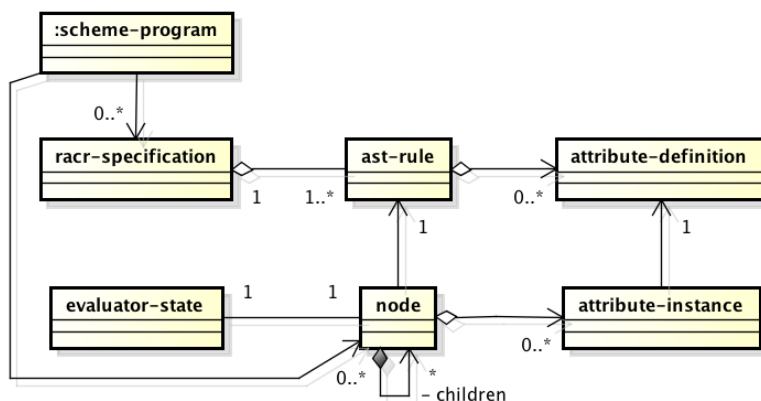 :scheme-program
0..*
racr-specification
ast-rule
attribute-definition
1
1..*
0..*
1
1
evaluator-state
1
1
node
attribute-instance
0..*
*
0..*
- children